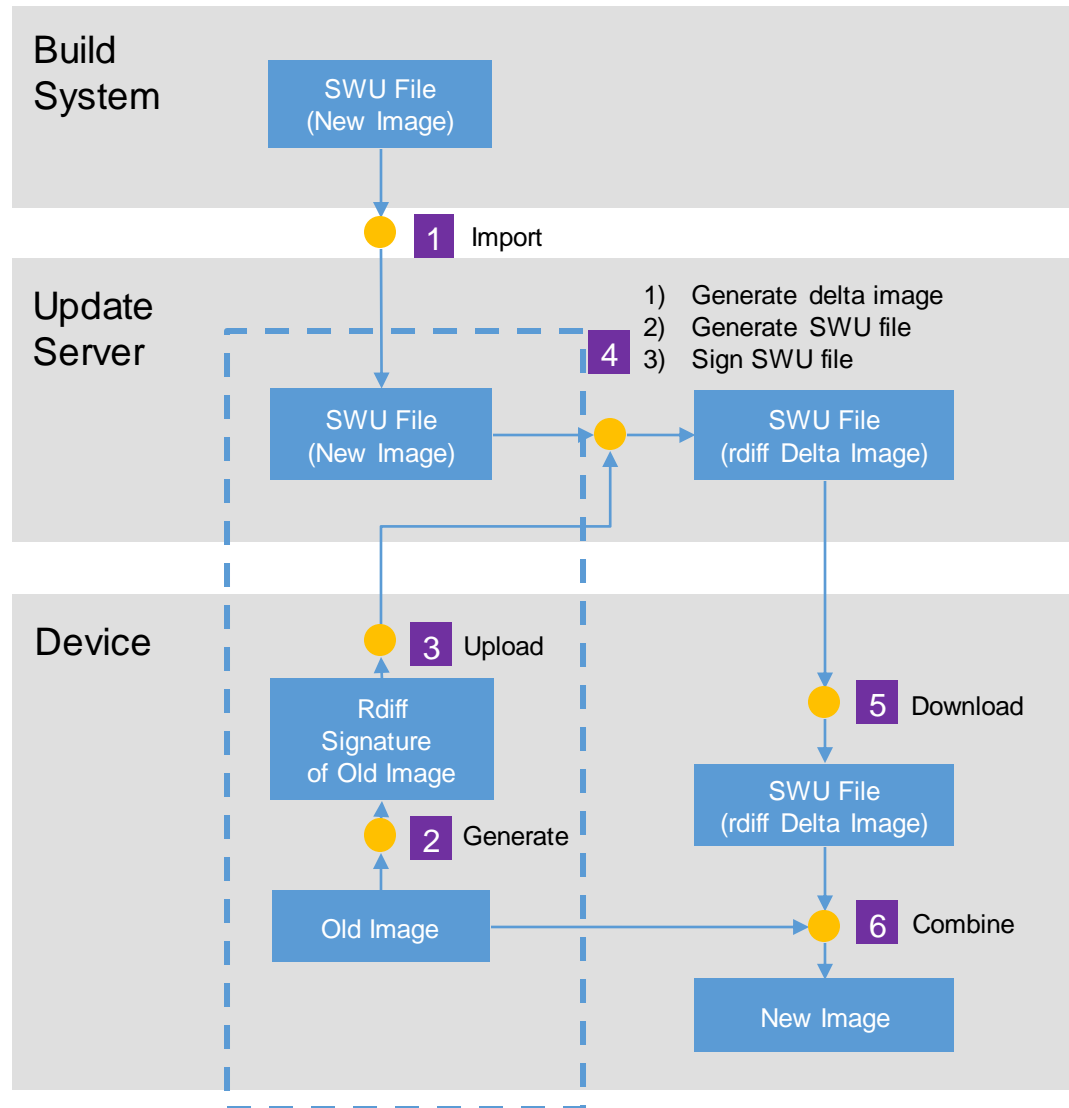 Build
System
SWU File
(New Image)
1 Import
Update
Server
1) Generate delta image
2) Generate SWU file
3) Sign SWU file
4
SWU File
(New Image)
SWU File
(rdiff Delta Image)
Device
3 Upload
Rdiff
Signature
of Old Image
5 Download
SWU File
(rdiff Delta Image)
2 Generate
Old Image
6 Combine
New Image